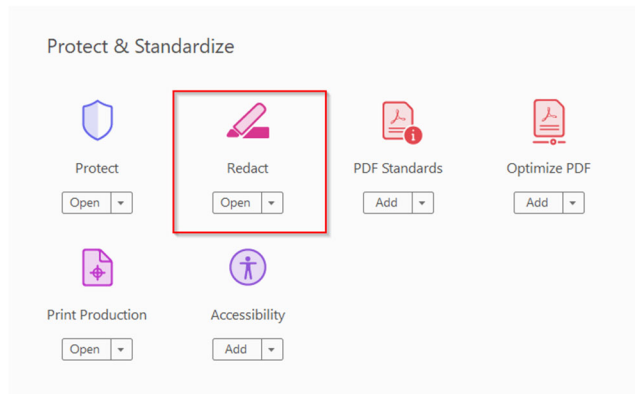 Protect & Standardize
Protect Redact PDF Standards Optimize PDF
Open Open Add Add
Print Production Accessibility
Open Add